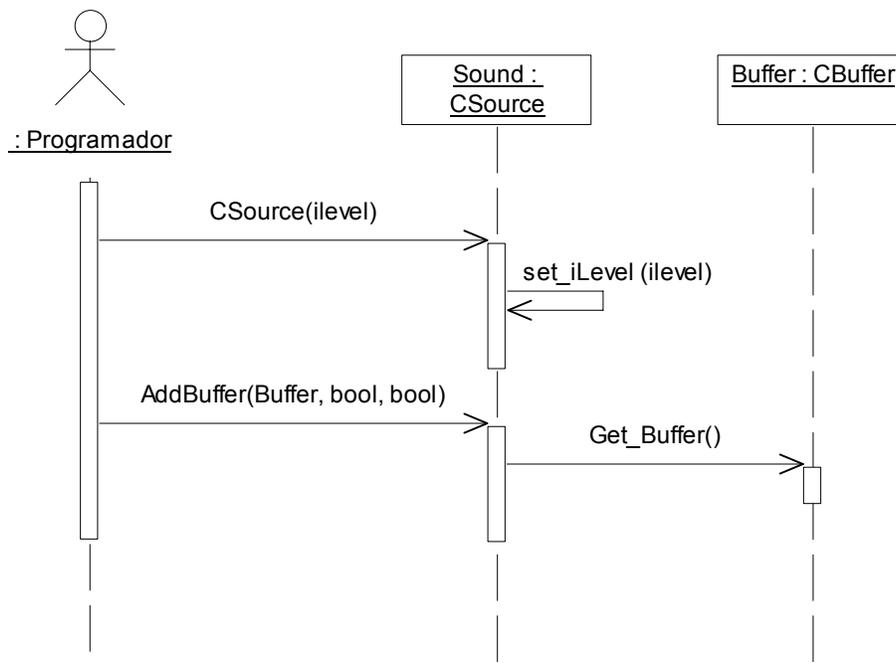 Sound :
CSource
Buffer : CBuffer
: Programador
CSource(ilevel)
set_iLevel (ilevel)
AddBuffer(Buffer, bool, bool)
Get_Buffer()